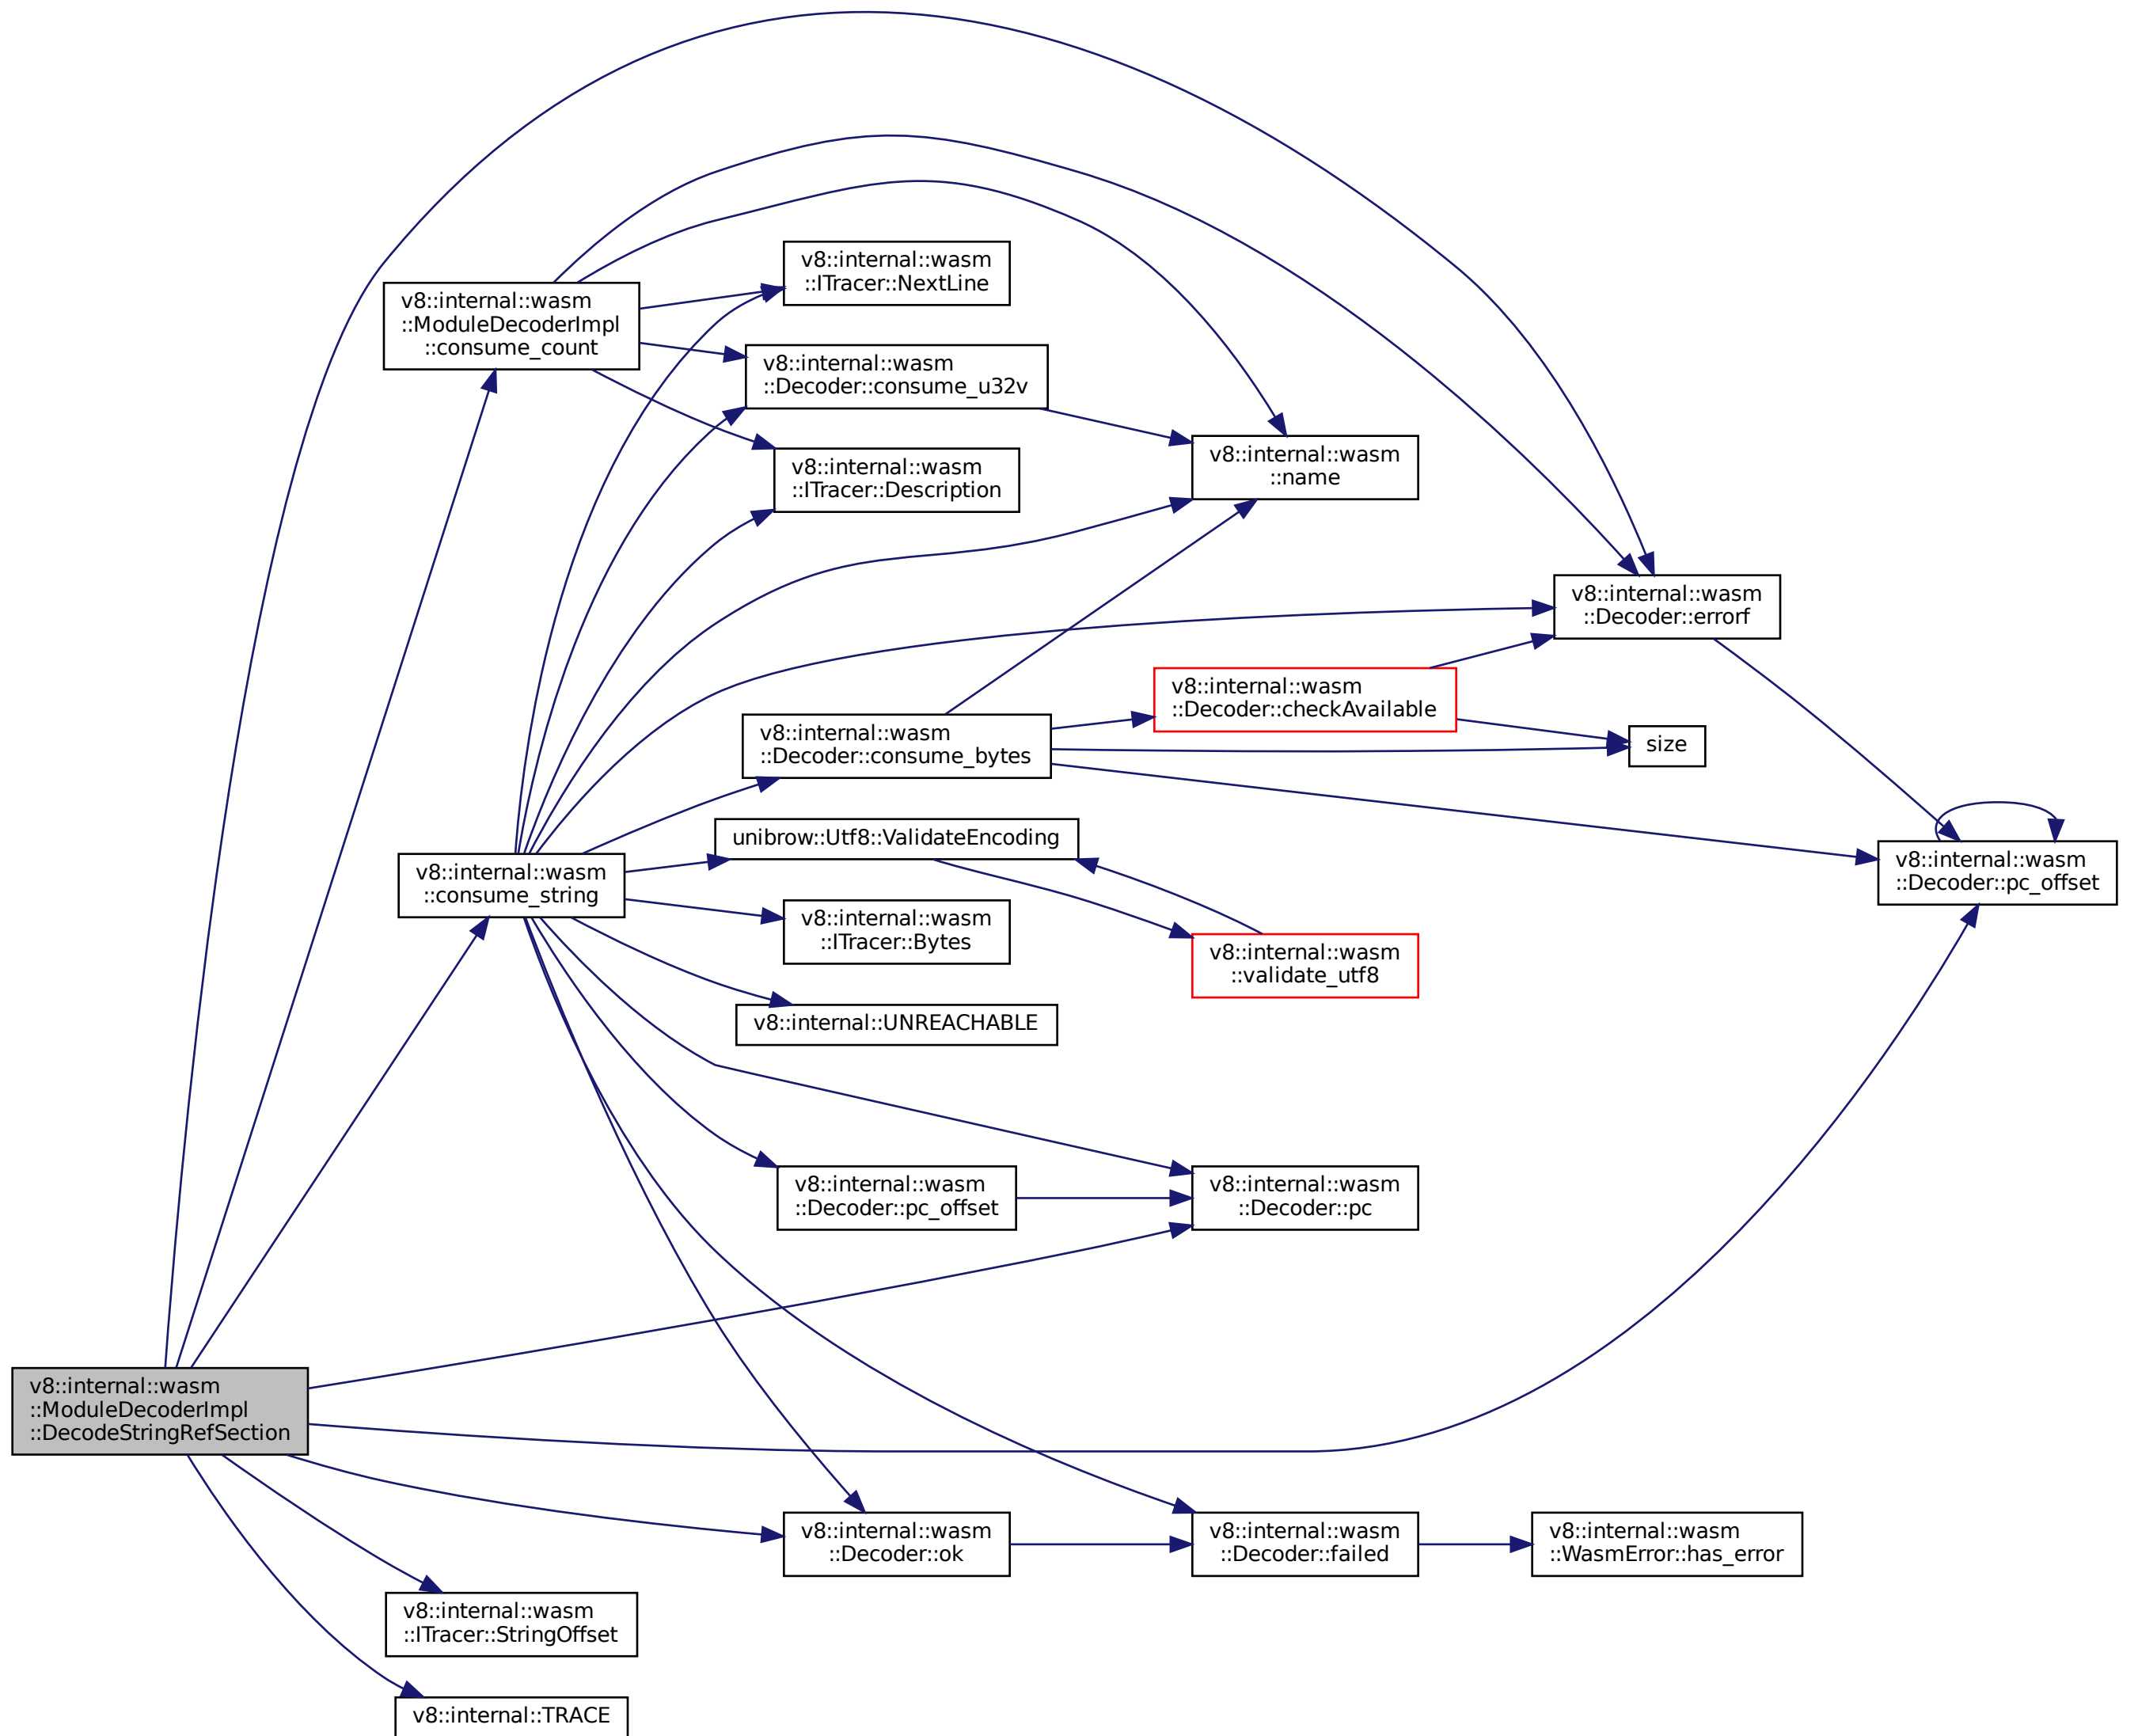 v8::internal::wasm
::ITracer::NextLine
v8::internal::wasm
::ModuleDecoderImpl
::consume_count
v8::internal::wasm
::Decoder::consume_u32v
v8::internal::wasm
::name
v8::internal::wasm
::ITracer::Description
v8::internal::wasm
::Decoder::errorf
v8::internal::wasm
::Decoder::checkAvailable
v8::internal::wasm
::Decoder::consume_bytes
size
unibrow::Utf8::ValidateEncoding
v8::internal::wasm
::Decoder::pc_offset
v8::internal::wasm
::consume_string
v8::internal::wasm
::ITracer::Bytes
v8::internal::wasm
::validate_utf8
v8::internal::UNREACHABLE
v8::internal::wasm
::Decoder::pc_offset
v8::internal::wasm
::Decoder::pc
v8::internal::wasm
::ModuleDecoderImpl
::DecodeStringRefSection
v8::internal::wasm
::Decoder::ok
v8::internal::wasm
::Decoder::failed
v8::internal::wasm
::WasmError::has_error
v8::internal::wasm
::ITracer::StringOffset
v8::internal::TRACE